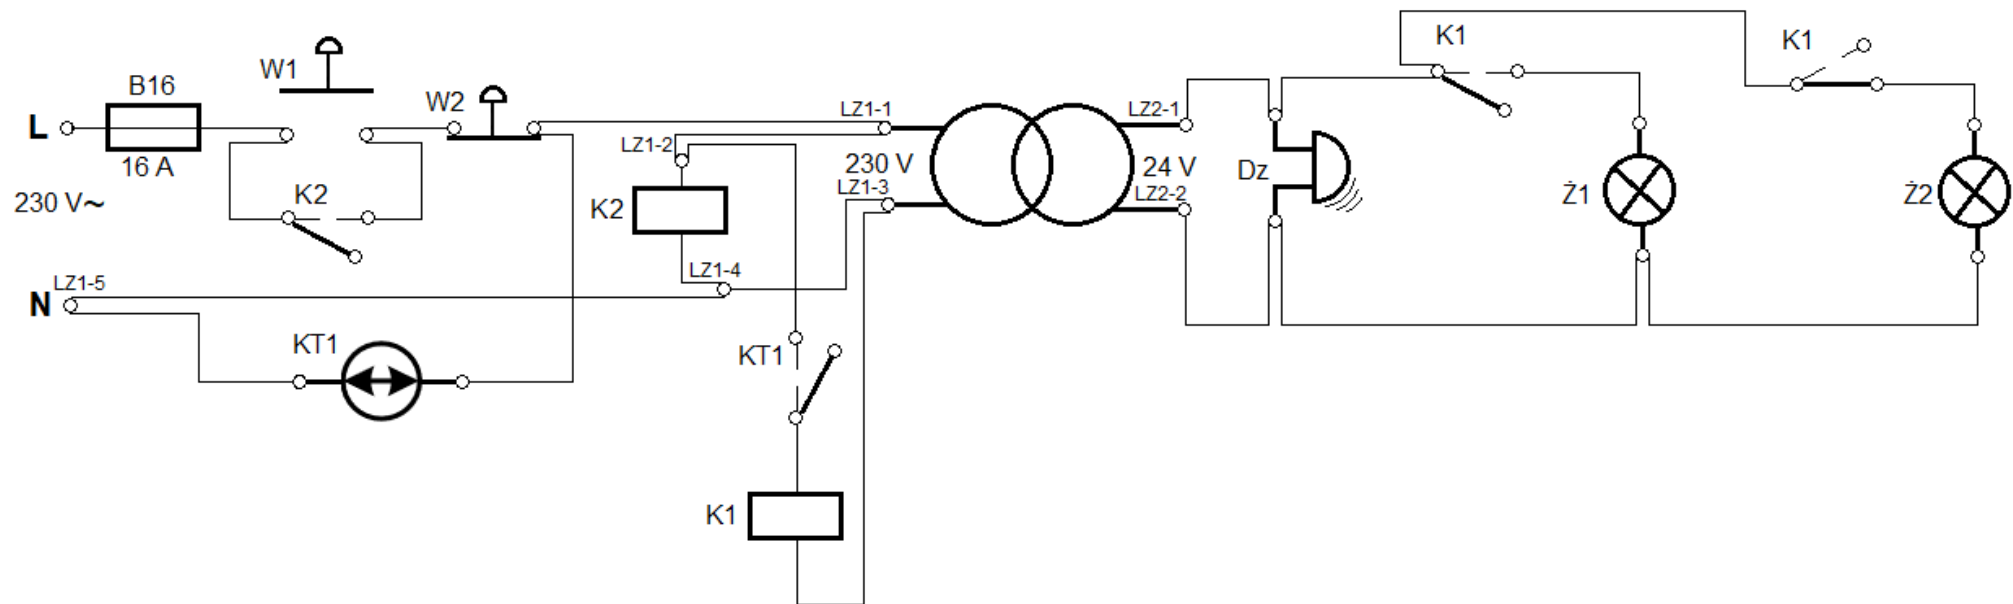 W1
B16
L
16 A
230 V~
K2
W2
LZ1-1
LZ1-2
K2
230 V
LZ1-3
LZ1-4
LZ2-1
24 V
LZ2-2
Dz
K1
K1
Ż1
Ż2
N
LZ1-5
KT1
KT1
K1